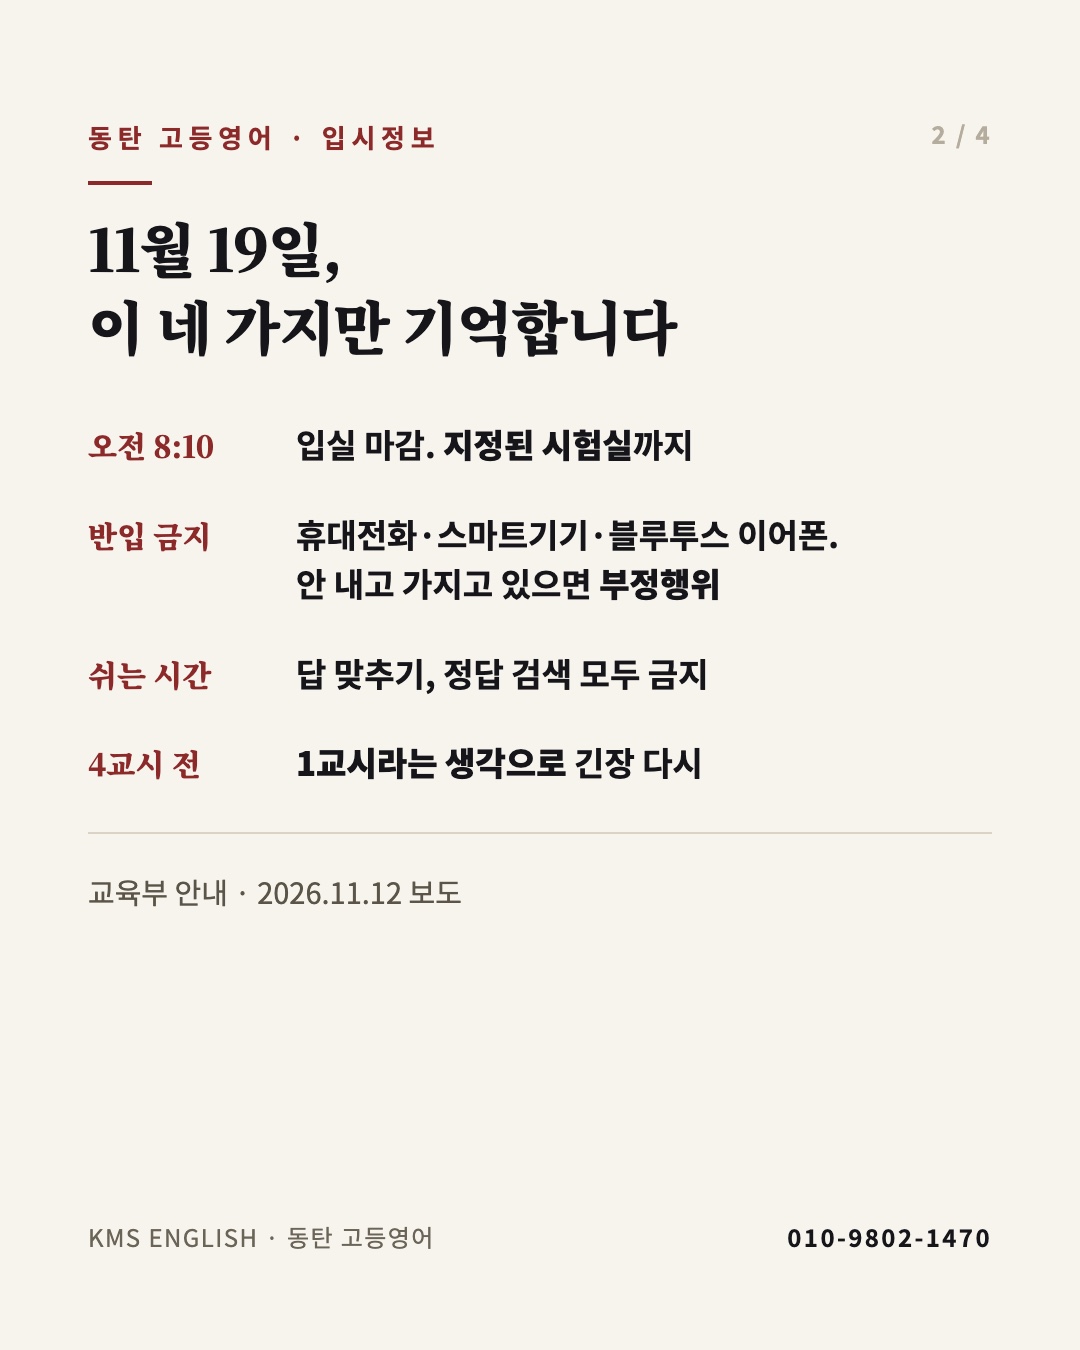 동탄 고등영어 · 입시정보
2 / 4
11월 19일,
이 네 가지만 기억합니다
오전 8:10 입실 마감. 지정된 시험실까지
반입 금지 휴대전화·스마트기기·블루투스 이어폰.
안 내고 가지고 있으면 부정행위
쉬는 시간 답 맞추기, 정답 검색 모두 금지
4교시 전 1교시라는 생각으로 긴장 다시
교육부 안내 · 2026.11.12 보도
KMS ENGLISH · 동탄 고등영어
010-9802-1470